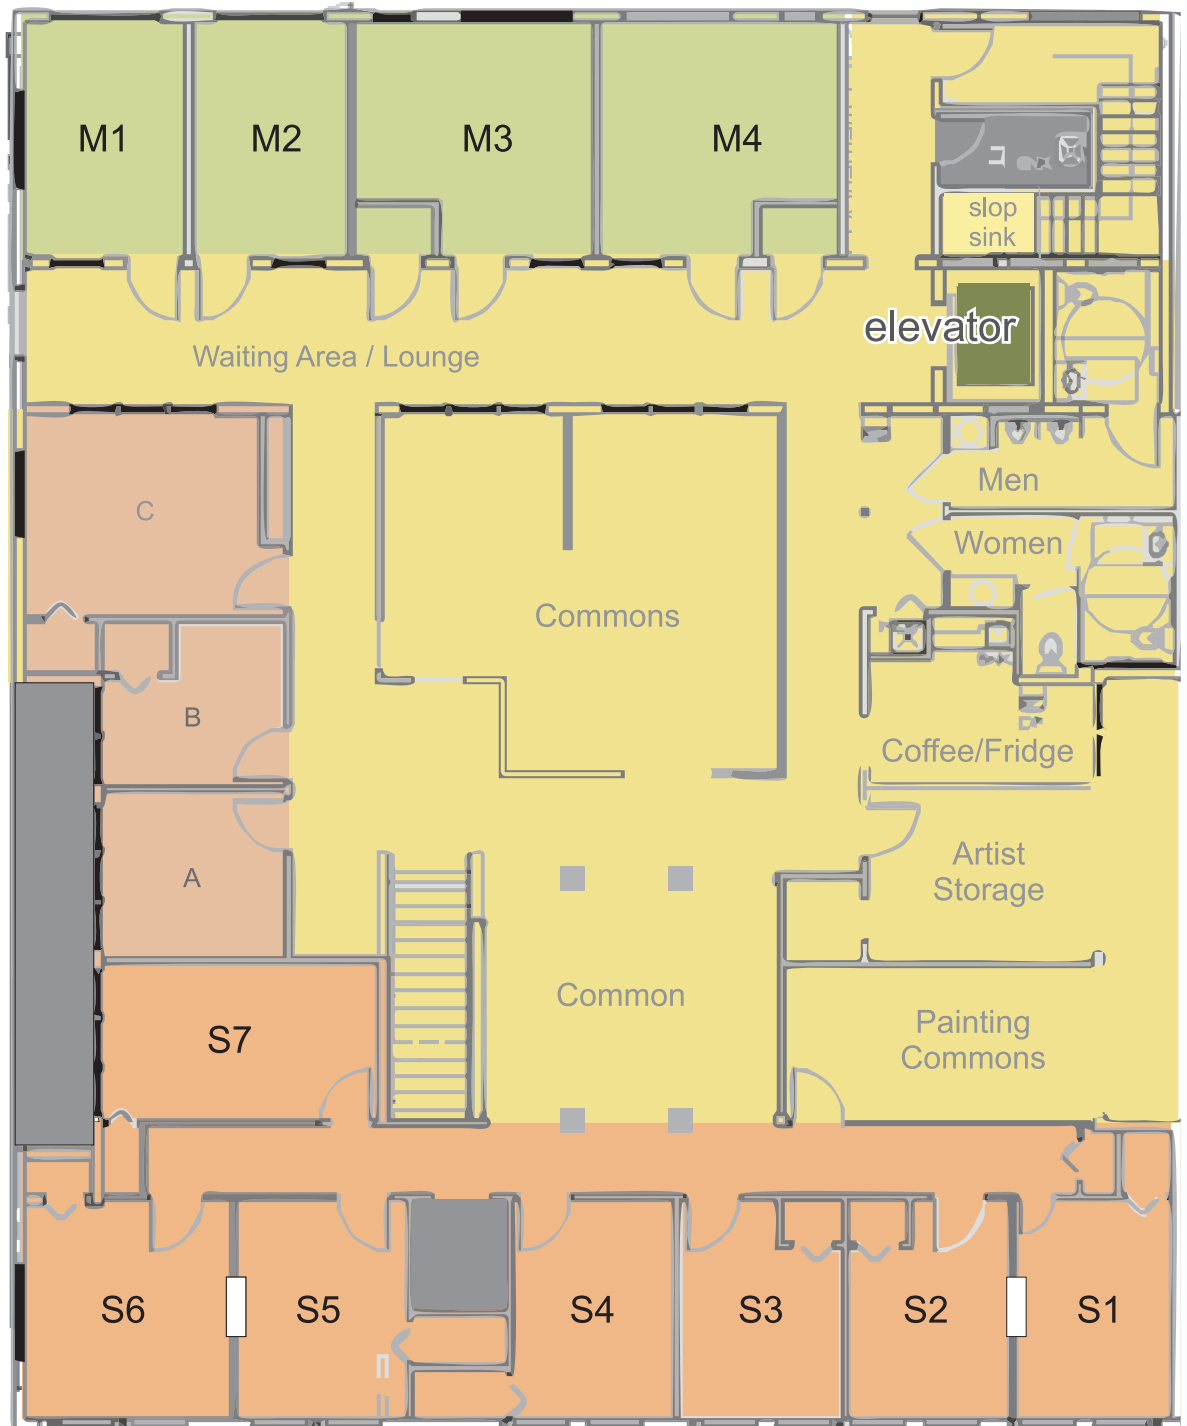 M1
M2
M3
M4
slop
sink
elevator
Waiting Area / Lounge
Men
C
Women
Commons
B
Coffee/Fridge
A
Artist
Storage
Common
Painting
Commons
S7
S6
S5
S4
S3
S2
S1